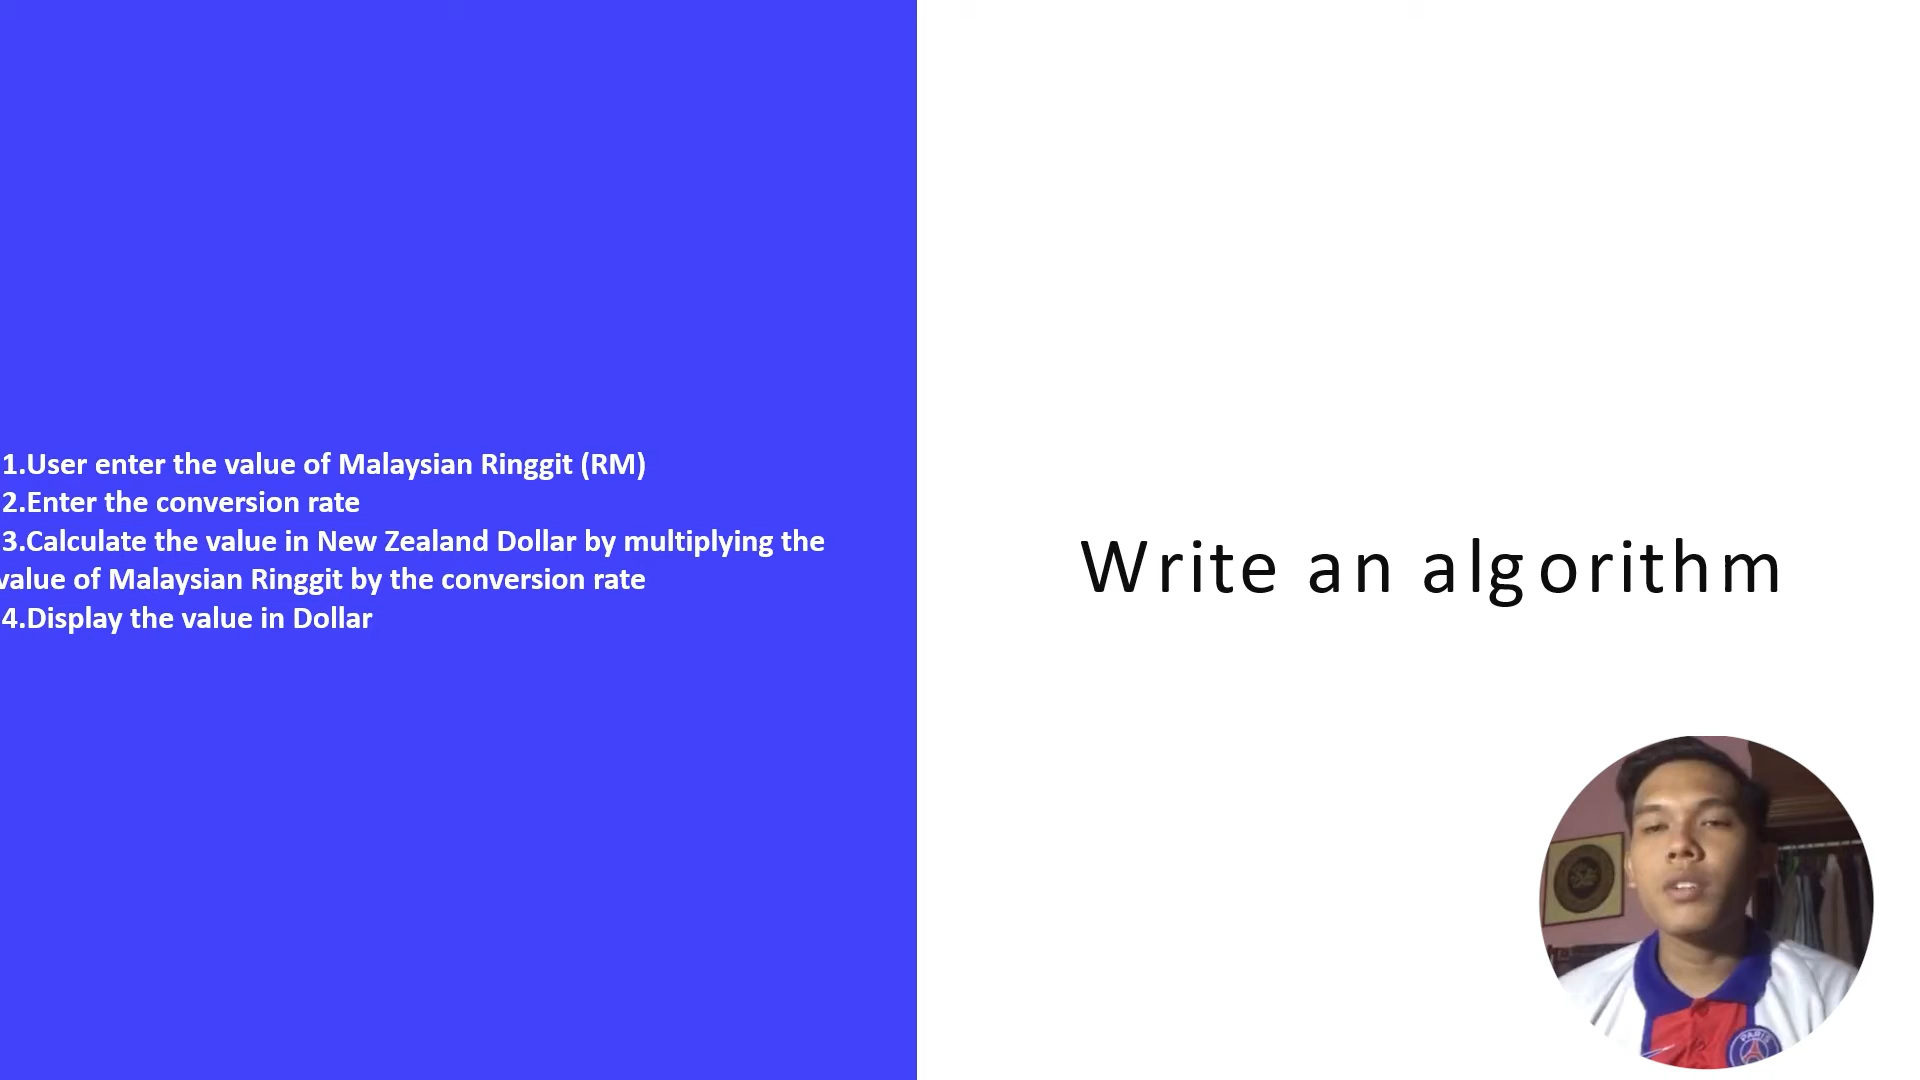 1.User enter the value of Malaysian Ringgit (RM)
2.Enter the conversion rate
3.Calculate the value in New Zealand Dollar by multiplying the
value of Malaysian Ringgit by the conversion rate
4.Display the value in Dollar
Write an algorithm
PARIS